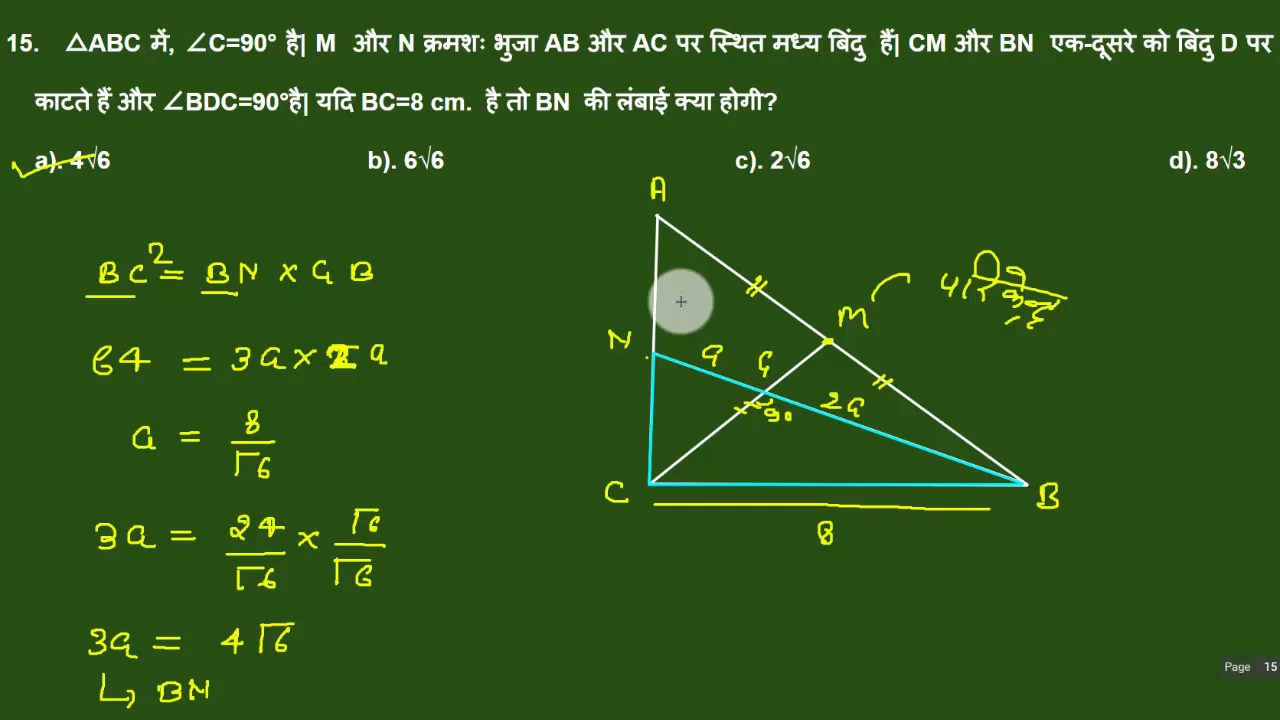 15. △ABC में, ∠C=90° है| M और N क्रमशः भुजा AB और AC पर स्थित मध्य बिंदु हैं| CM और BN एक-दूसरे को बिंदु D पर
काटते हैं और ∠BDC=90°है| यदि BC=8 cm. है तो BN की लंबाई क्या होगी?
a). 4√6 b). 6√6 c). 2√6 d). 8√3
A
BC² = BN × GB
M
N
a
G
64 = 3a × 2a
2a
90
a = 8/√6
C
B
8
3a = 24/√6 × √6/√6
3a = 4√6
↳ BN
Page 15